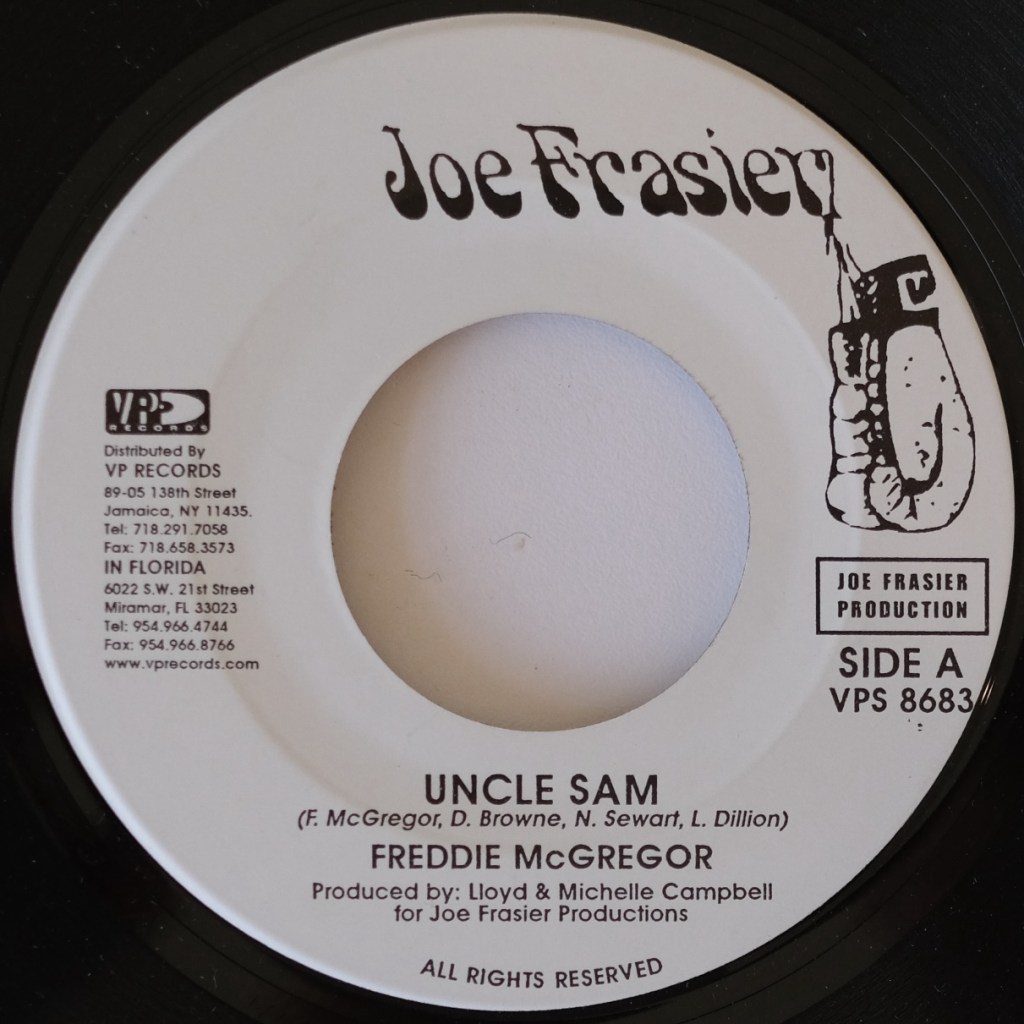 Joe Frasier
VP
RECORDS
Distributed By
VP RECORDS
89-05 138th Street
Jamaica, NY 11435.
Tel: 718.291.7058
Fax: 718.658.3573
IN FLORIDA
6022 S.W. 21st Street
Miramar, FL 33023
Tel: 954.966.4744
Fax: 954.966.8766
www.vprecords.com
JOE FRASIER
PRODUCTION
SIDE A
VPS 8683
UNCLE SAM
(F. McGregor, D. Browne, N. Sewart, L. Dillion)
FREDDIE McGREGOR
Produced by: Lloyd & Michelle Campbell
for Joe Frasier Productions
ALL RIGHTS RESERVED